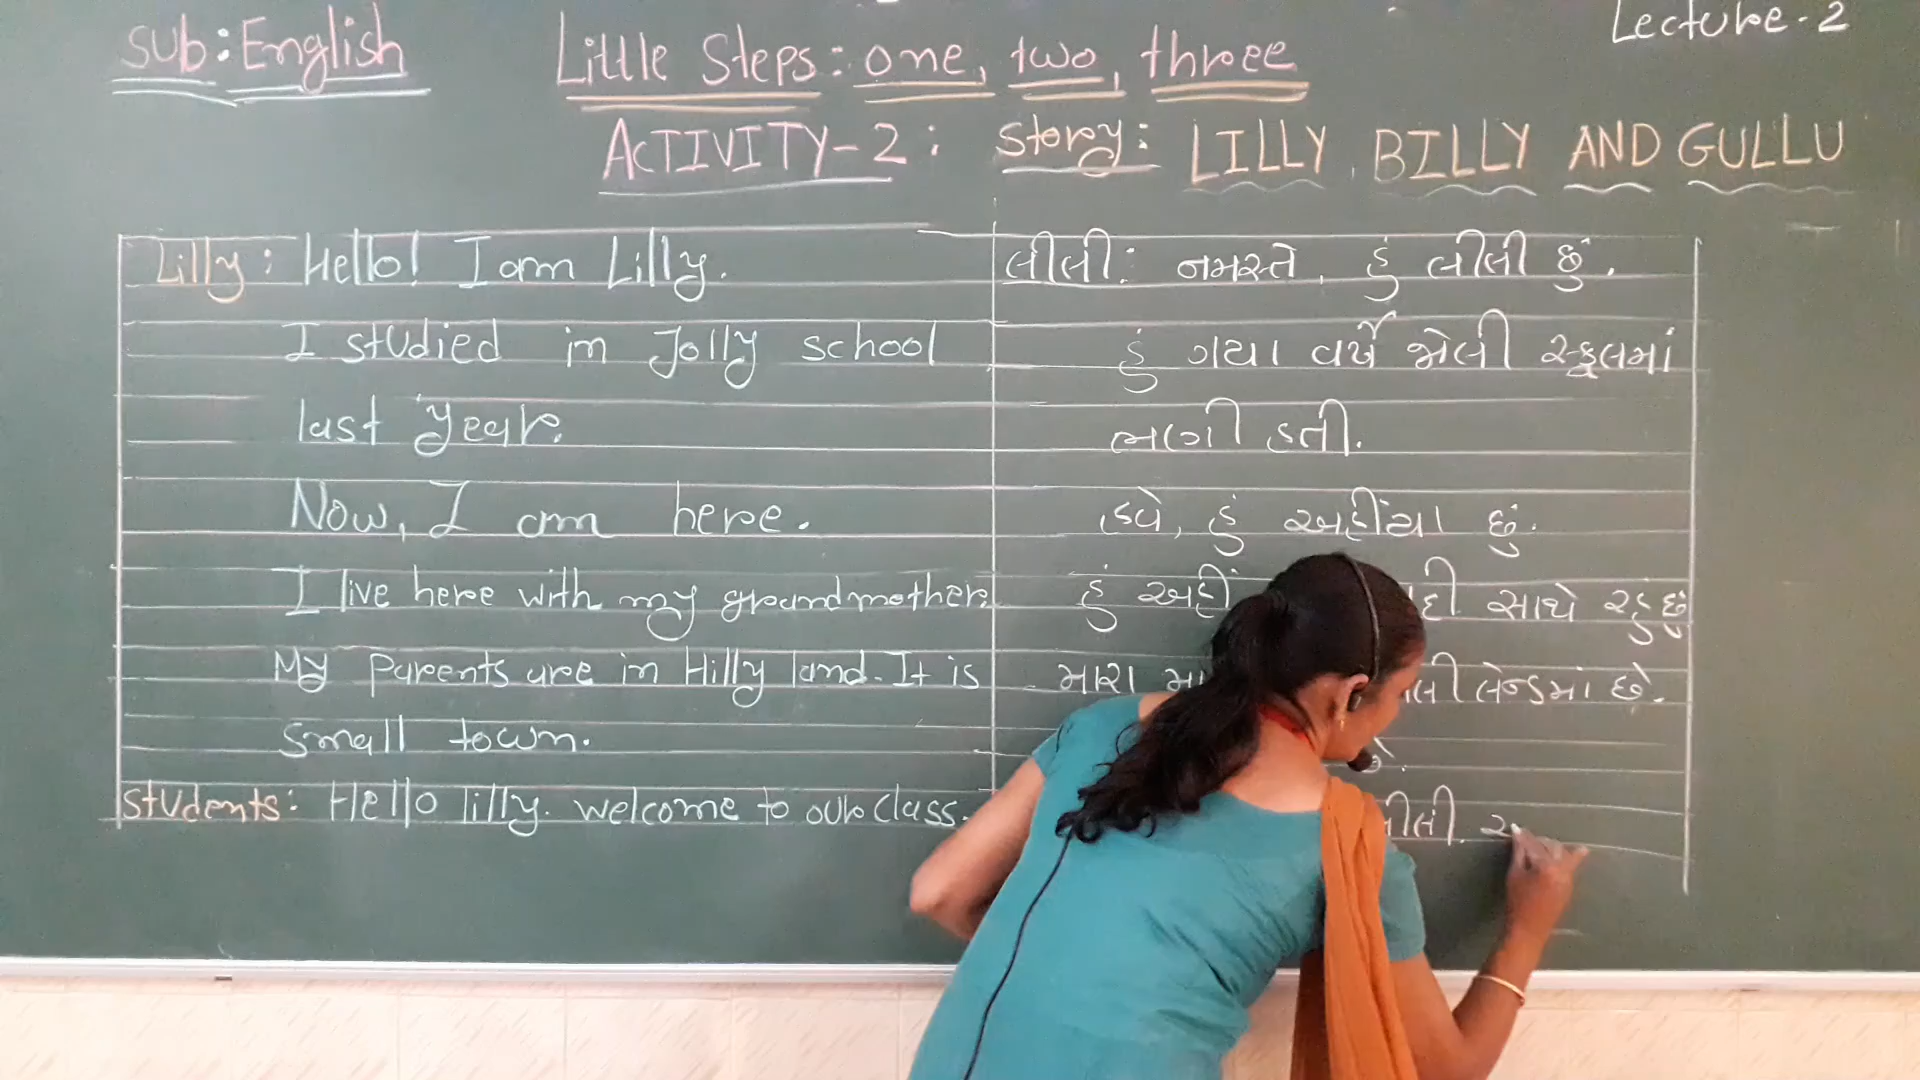 Sub: English
Lecture-2
Little Steps: one, two, three
ACTIVITY-2: Story: LILLY, BILLY AND GULLU
Lilly: Hello! I am Lilly.
I studied in Jolly school
last year.
Now, I am here.
I live here with my grandmother.
My parents are in Hilly land. It is
small town.
Students: Hello lilly. welcome to our class.
લીલી: નમસ્તે, હું લીલી છું.
હું ગયા વર્ષે જોલી સ્કૂલમાં
ભણી હતી.
હવે, હું અહીંયા છું.
હું અહીં સાથે રહું છું
મારા લેન્ડમાં છે.